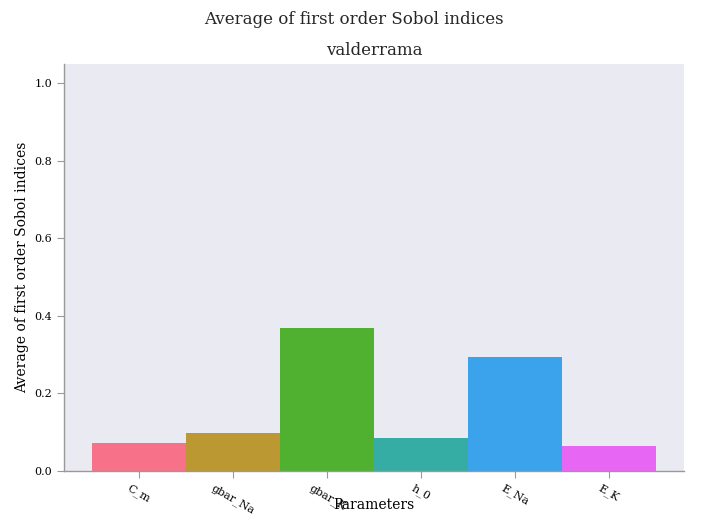 Average of first order Sobol indices
valderrama
Average of first order Sobol indices
1.0
0.8
0.6
0.4
0.2
0.0
C_m
gbar_Na
h_0
E_Na
E_K
Parameters